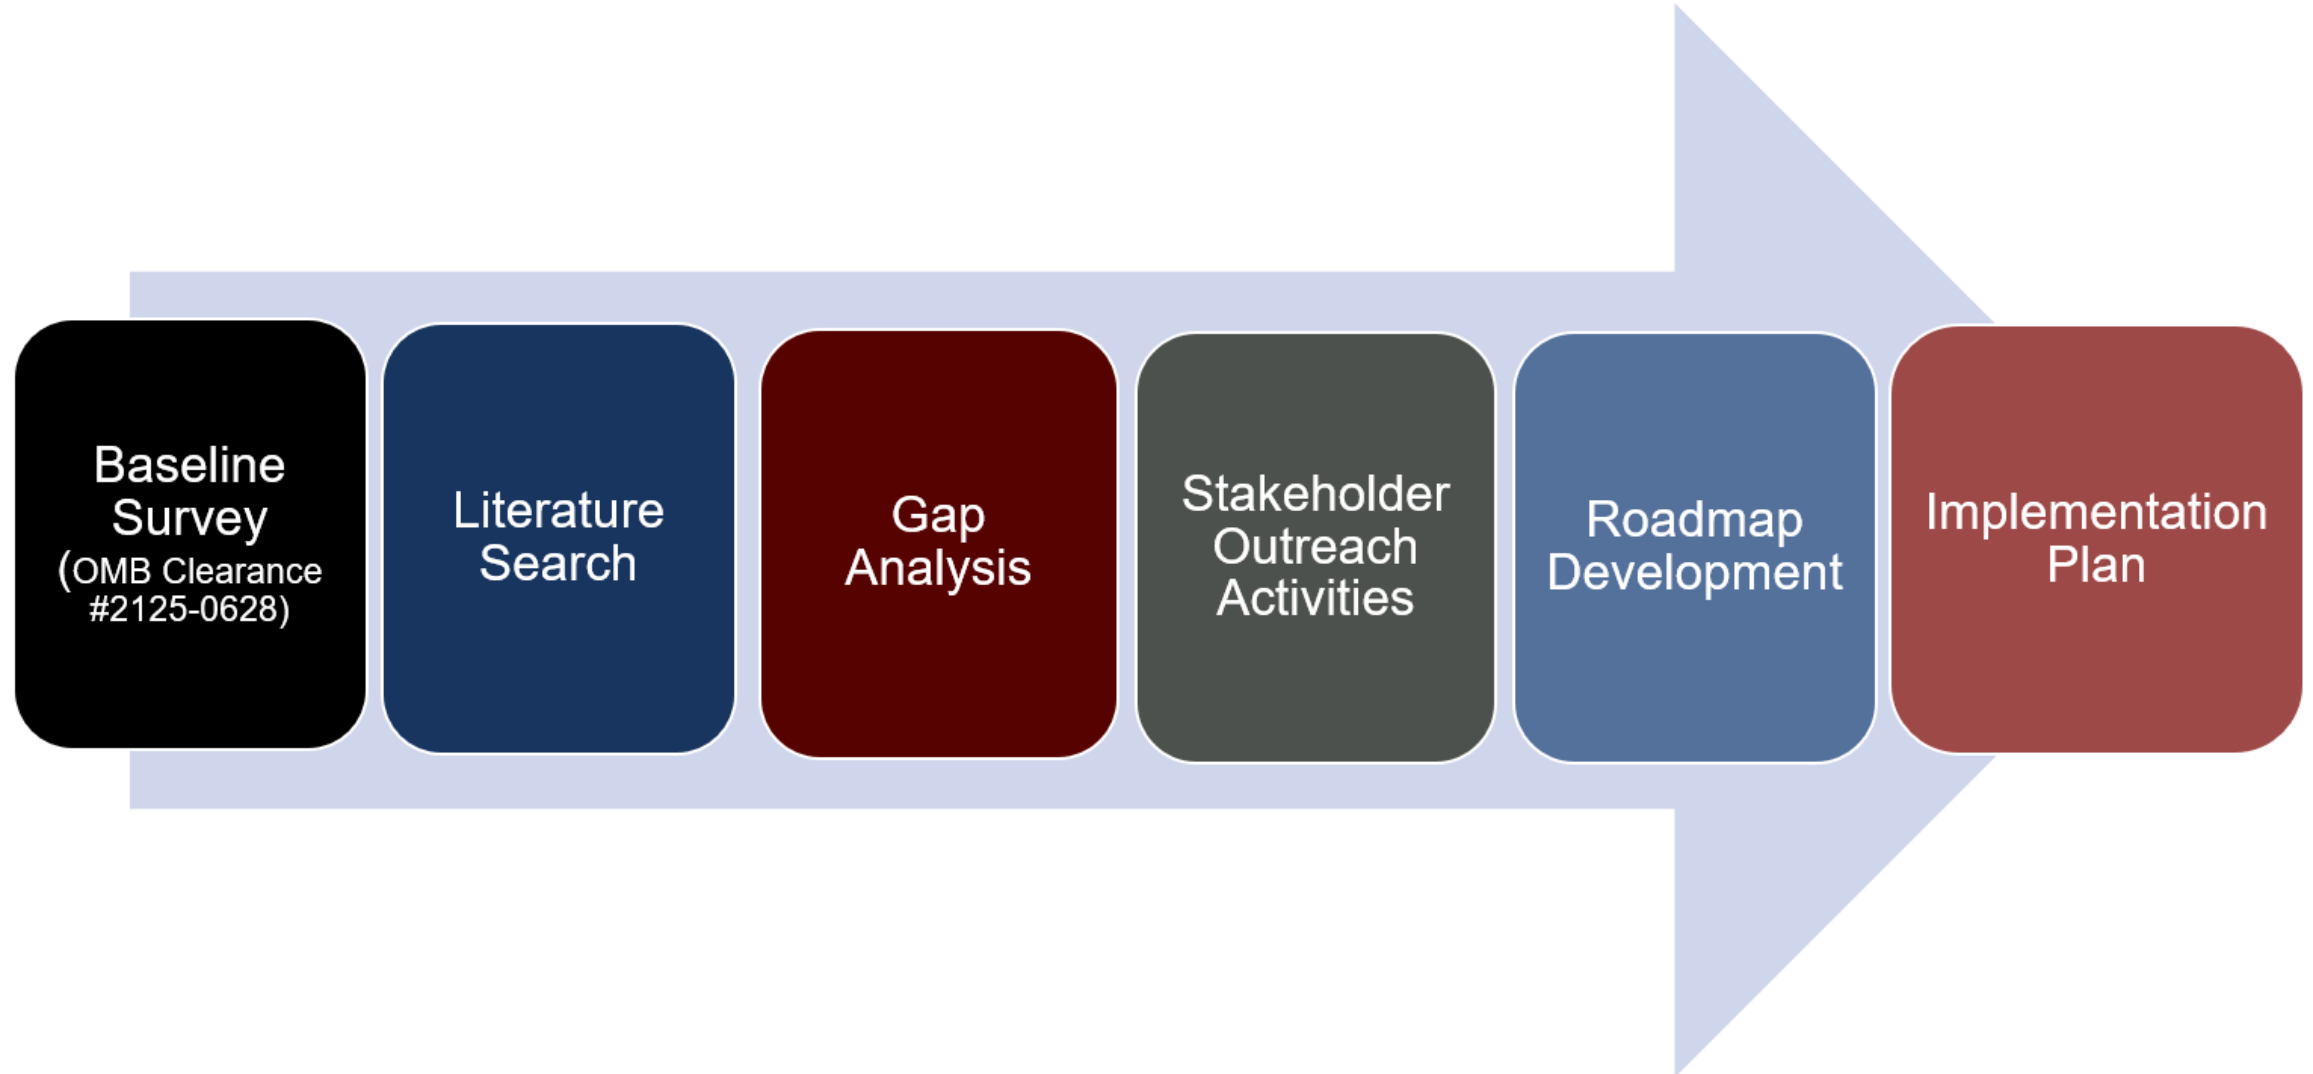 Baseline
Survey
(OMB Clearance
#2125-0628)
Literature
Search
Gap
Analysis
Stakeholder
Outreach
Activities
Roadmap
Development
Implementation
Plan